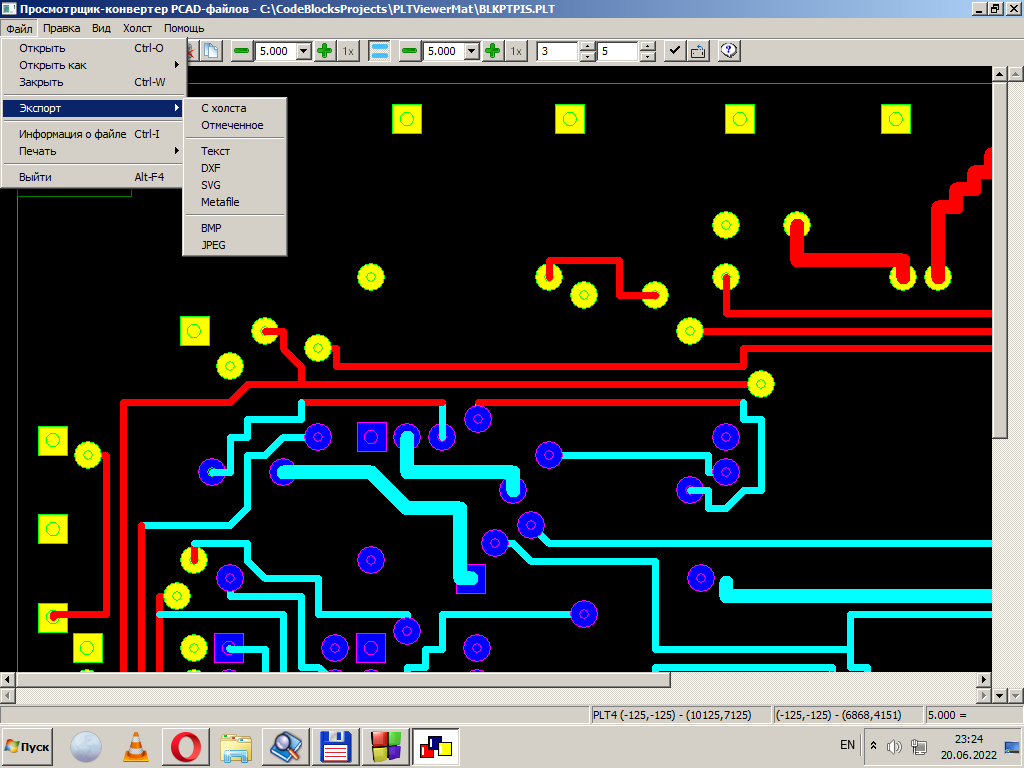 Просмотрщик-конвертер PCAD-файлов - C:\CodeBlocksProjects\PLTViewerMat\BLKPTPIS.PLT
Файл Правка Вид Холст Помощь
5.000 1x 5.000 1x 3 5
Открыть Ctrl-O
Открыть как
Закрыть Ctrl-W
Экспорт
Информация о файле Ctrl-I
Печать
Выйти Alt-F4
С холста
Отмеченное
Текст
DXF
SVG
Metafile
BMP
JPEG
PLT4 (-125,-125) - (10125,7125) (-125,-125) - (6868,4151) 5.000 =
Пуск
EN
23:24
20.06.2022